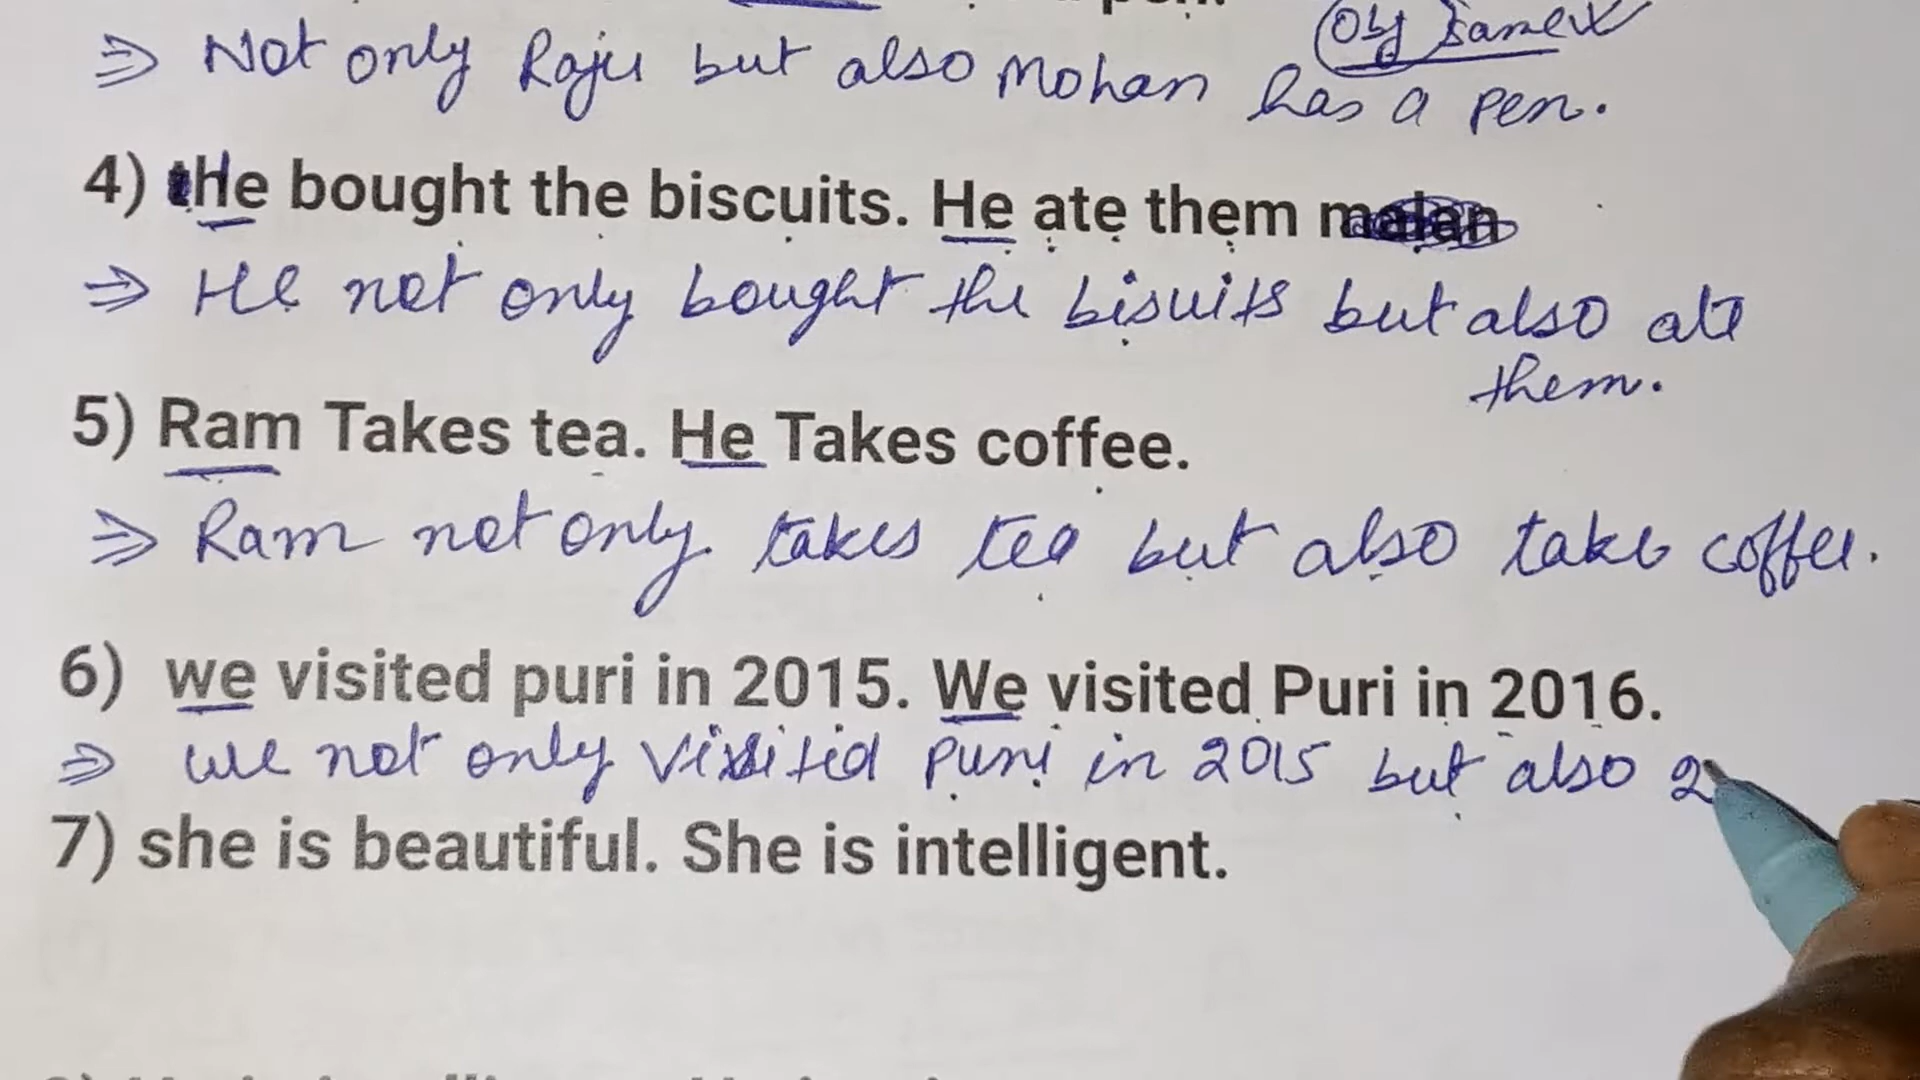 Obj same
⇒ Not only Raju but also Mohan has a pen.
4) He bought the biscuits. He ate them
⇒ He not only bought the bisuits but also ate
them.
5) Ram Takes tea. He Takes coffee.
⇒ Ram not only takes tea but also take coffee.
6) we visited puri in 2015. We visited Puri in 2016.
⇒ we not only visited puri in 2015 but also 2
7) she is beautiful. She is intelligent.